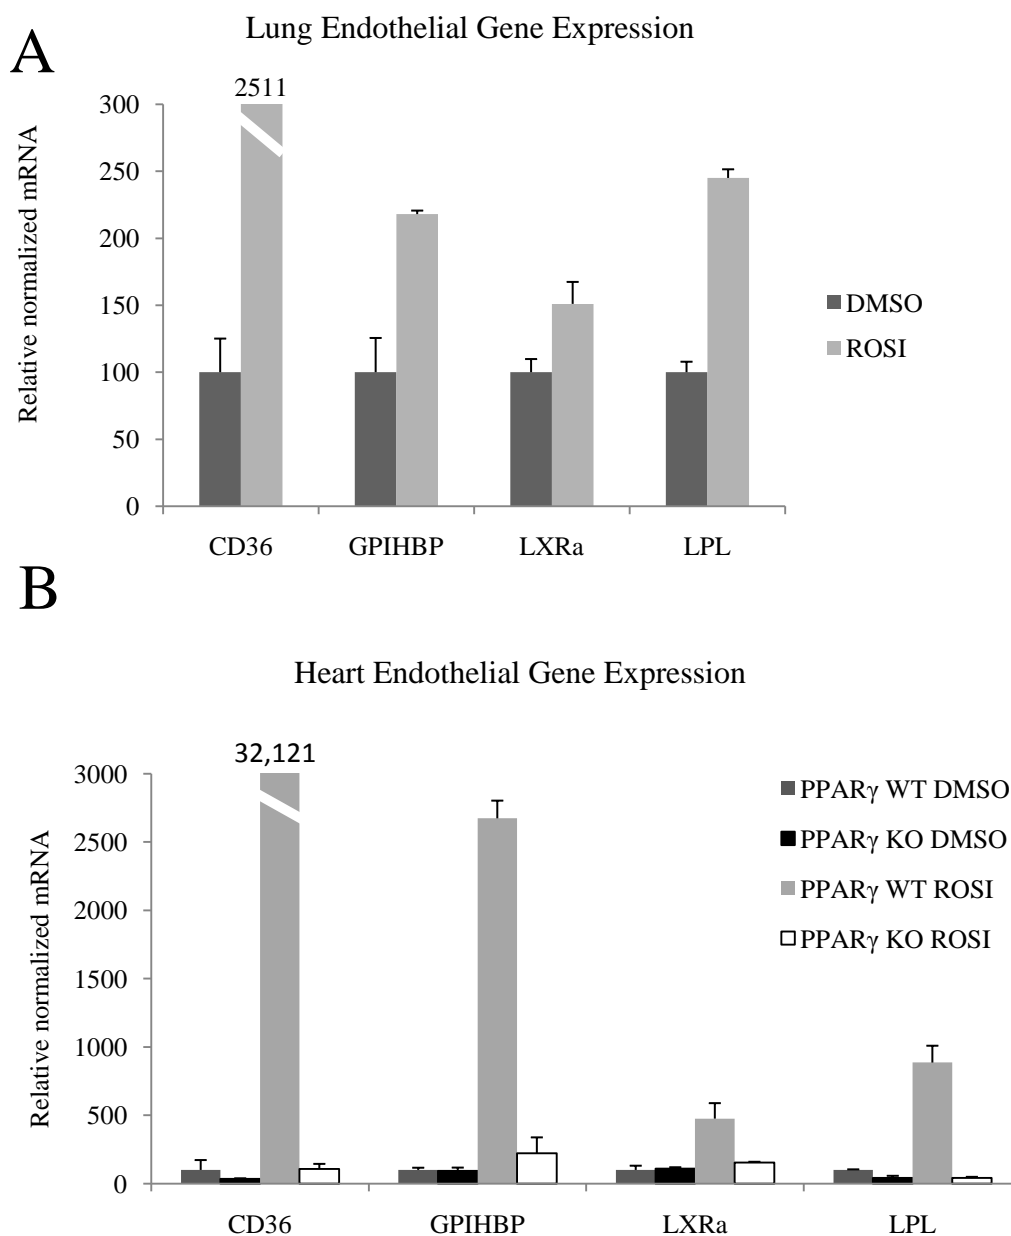 A
Lung Endothelial Gene Expression
2511
Relative normalized mRNA
300
250
200
150
100
50
0
CD36 GPIHBP LXRa LPL
DMSO
ROSI
B
Heart Endothelial Gene Expression
32,121
Relative normalized mRNA
3000
2500
2000
1500
1000
500
0
CD36 GPIHBP LXRa LPL
PPARγ WT DMSO
PPARγ KO DMSO
PPARγ WT ROSI
PPARγ KO ROSI